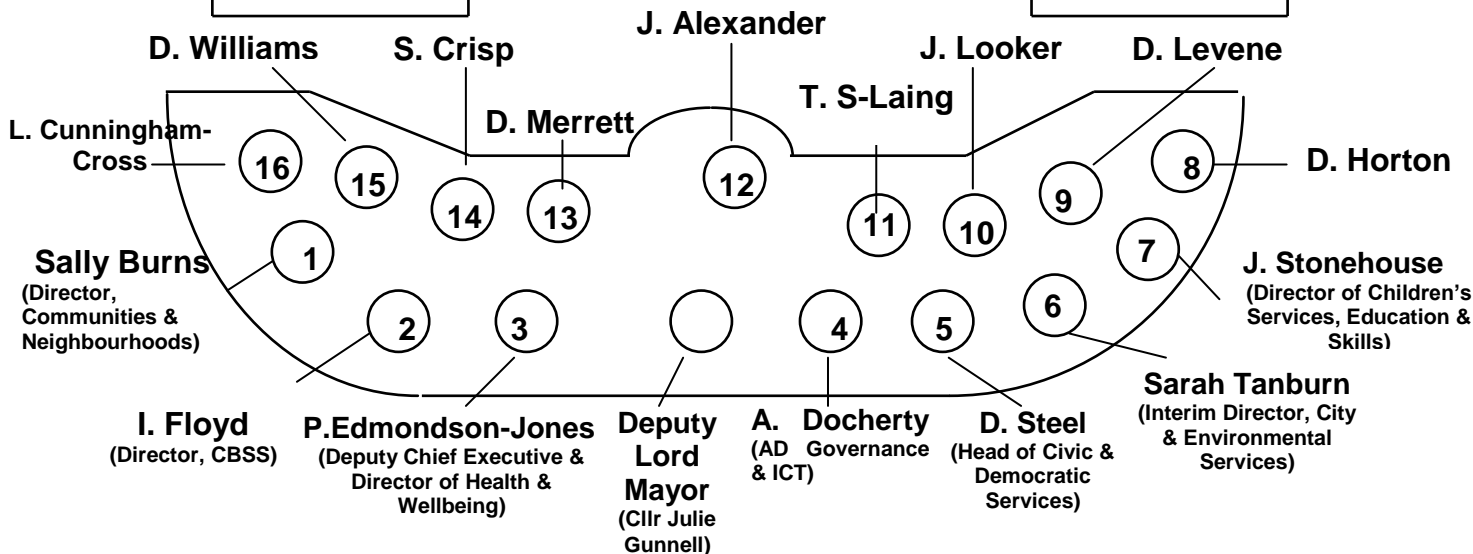 J. Alexander
D. Williams
S. Crisp
J. Looker
D. Levene
T. S-Laing
L. Cunningham-
Cross
D. Merrett
D. Horton
16
15
14
13
12
11
10
9
8
Sally Burns
(Director,
Communities &
Neighbourhoods)
1
2
3
4
5
6
7
J. Stonehouse
(Director of Children's
Services, Education &
Skills)
I. Floyd
(Director, CBSS)
P.Edmondson-Jones
(Deputy Chief Executive &
Director of Health &
Wellbeing)
Deputy
Lord
Mayor
(Cllr Julie
Gunnell)
A. Docherty
(AD Governance
& ICT)
D. Steel
(Head of Civic &
Democratic
Services)
Sarah Tanburn
(Interim Director, City
& Environmental
Services)